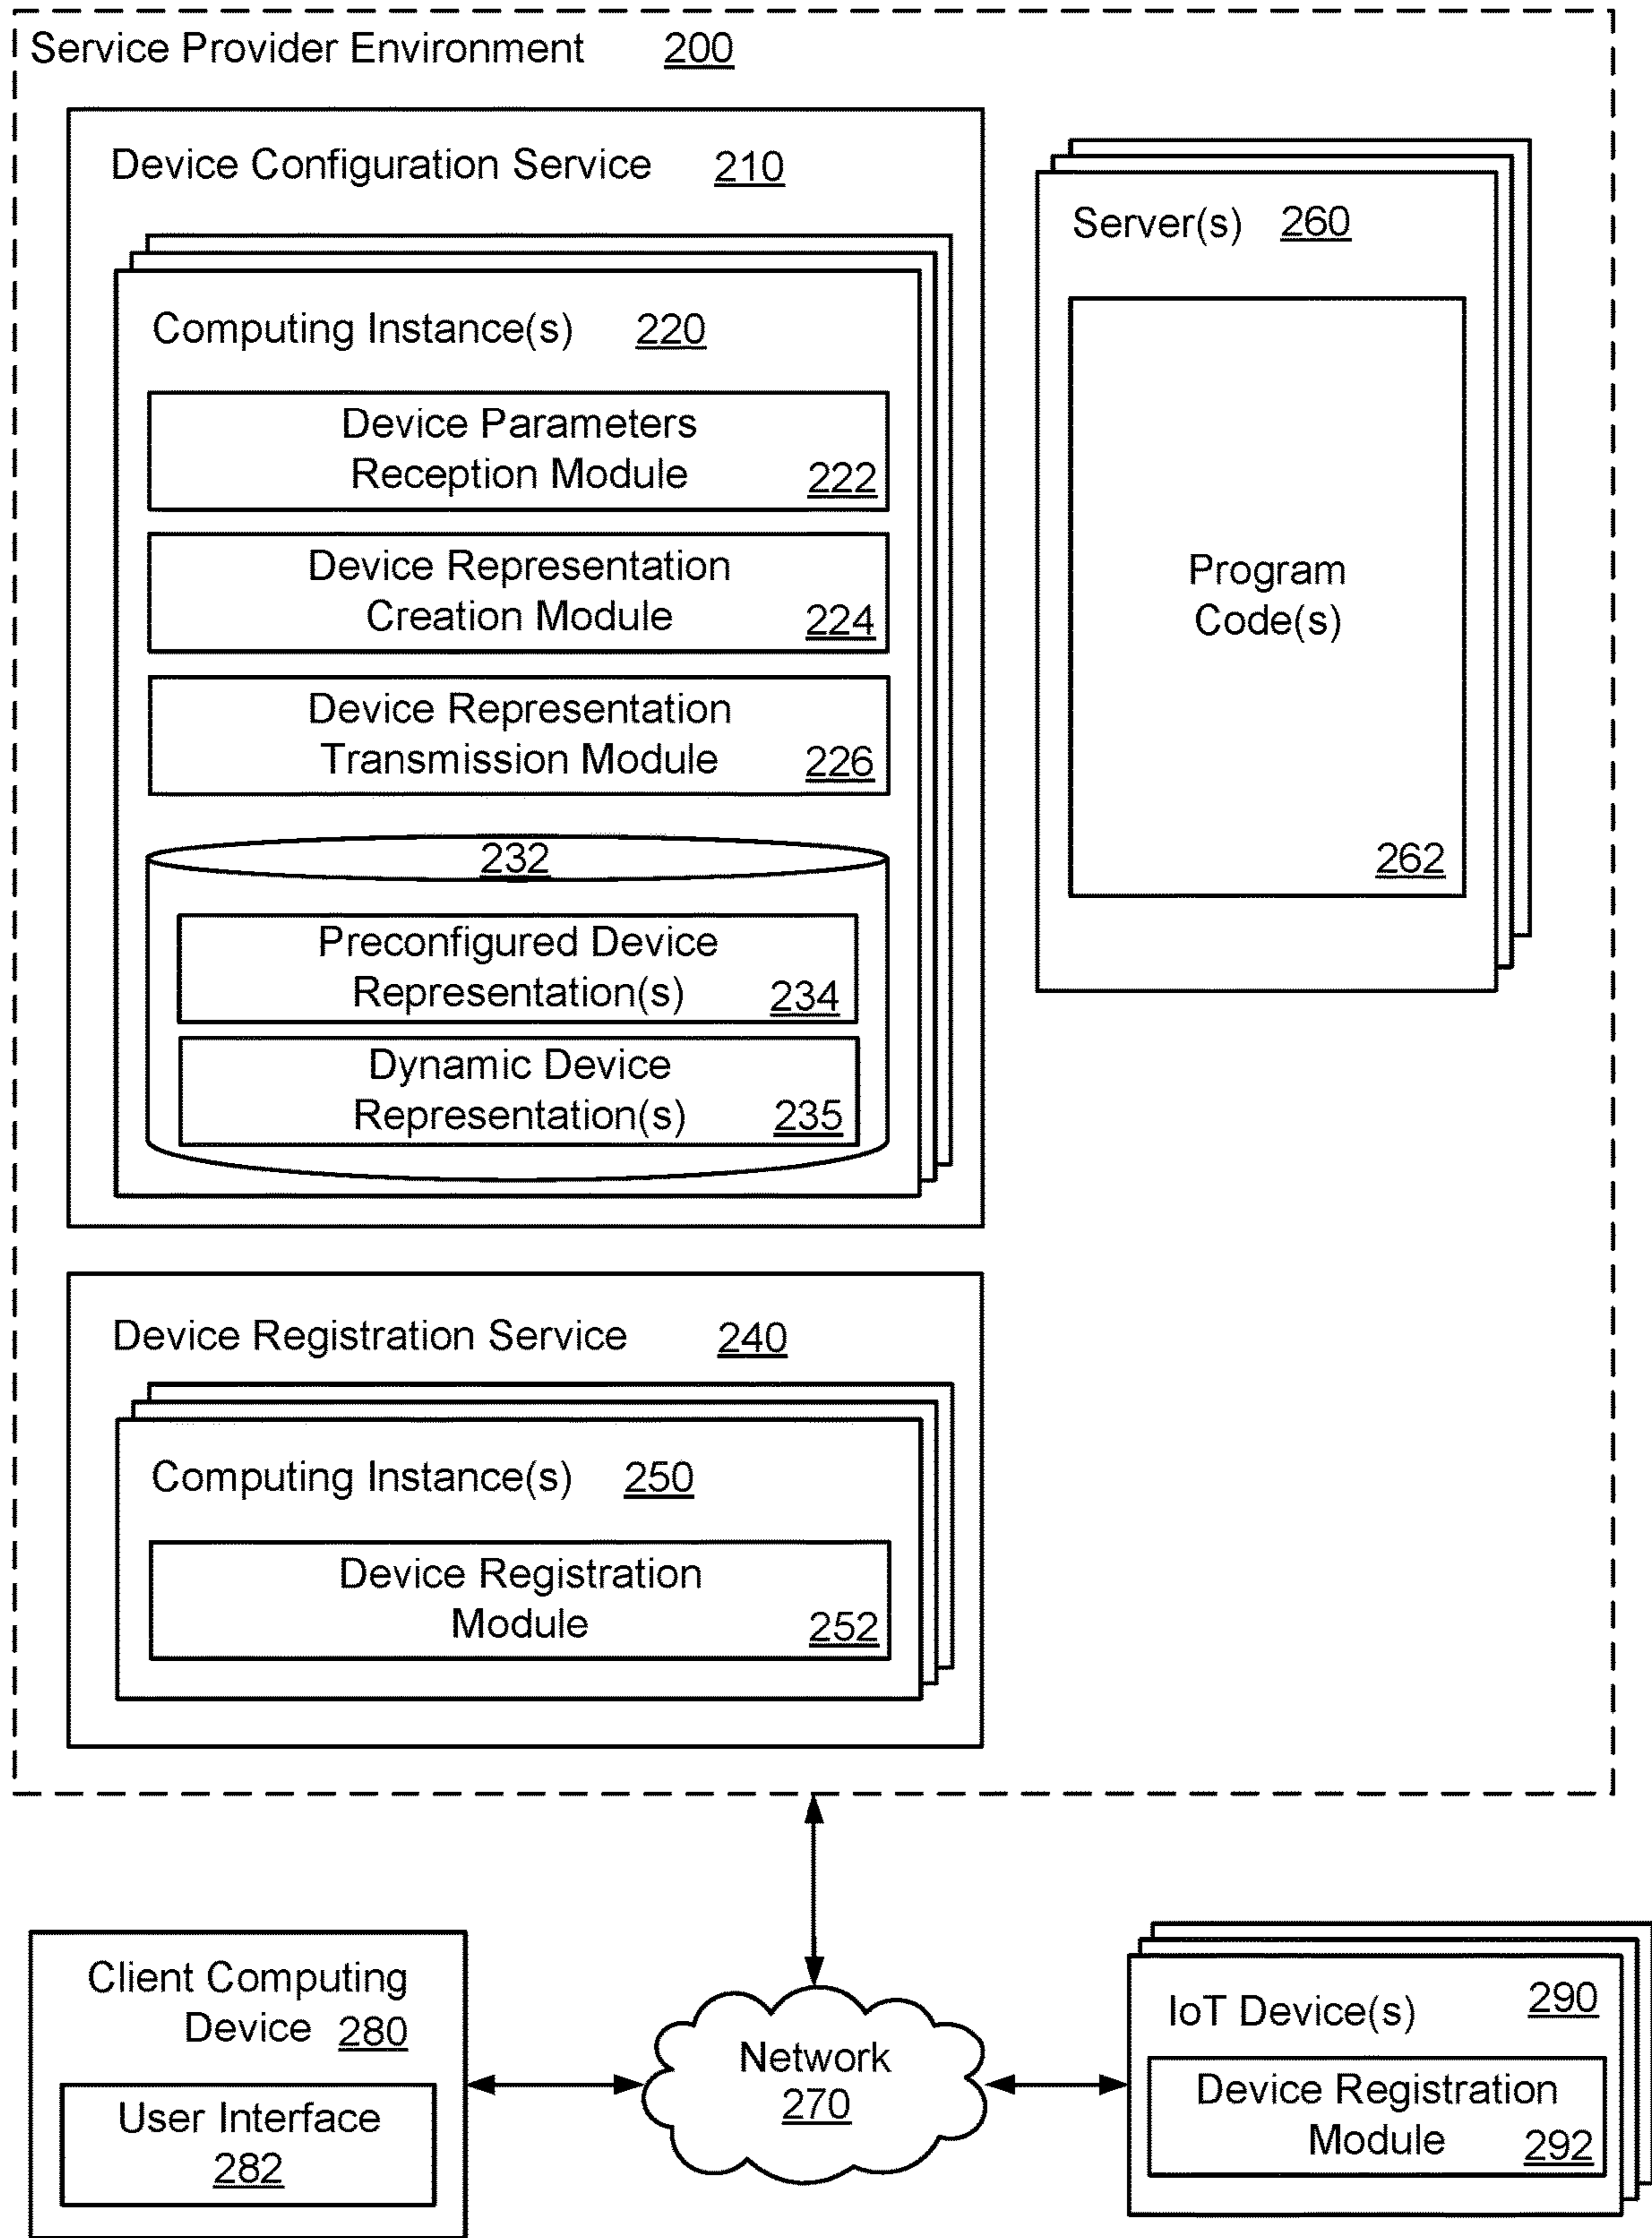 Service Provider Environment 200
Device Configuration Service 210
Computing Instance(s) 220
Device Parameters
Reception Module 222
Device Representation
Creation Module 224
Device Representation
Transmission Module 226
232
Preconfigured Device
Representation(s) 234
Dynamic Device
Representation(s) 235
Server(s) 260
Program
Code(s)
262
Device Registration Service 240
Computing Instance(s) 250
Device Registration
Module 252
Client Computing
Device 280
User Interface
282
Network
270
IoT Device(s) 290
Device Registration
Module 292